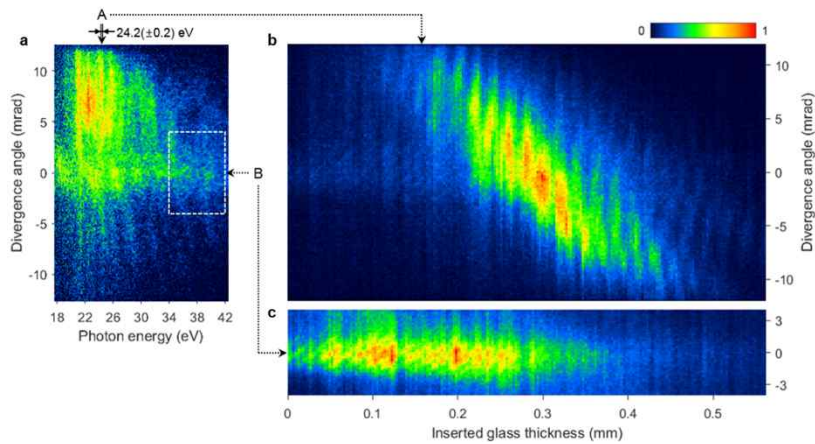 A
24.2(±0.2) eV
a
b
0
1
Divergence angle (mrad)
10
5
0
-5
-10
B
10
5
0
-5
-10
Divergence angle (mrad)
18 22 26 30 34 38 42
Photon energy (eV)
c
3
0
-3
0 0.1 0.2 0.3 0.4 0.5
Inserted glass thickness (mm)